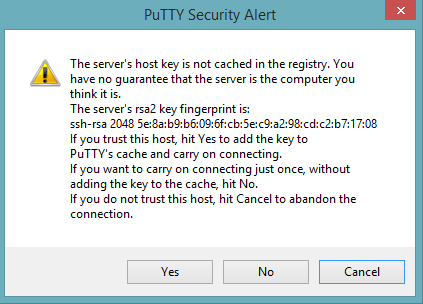 PuTTY Security Alert
The server's host key is not cached in the registry. You
have no guarantee that the server is the computer you
think it is.
The server's rsa2 key fingerprint is:
ssh-rsa 2048 5e:8a:b9:b6:09:6f:cb:5e:c9:a2:98:cd:c2:b7:17:08
If you trust this host, hit Yes to add the key to
PuTTY's cache and carry on connecting.
If you want to carry on connecting just once, without
adding the key to the cache, hit No.
If you do not trust this host, hit Cancel to abandon the
connection.
Yes
No
Cancel